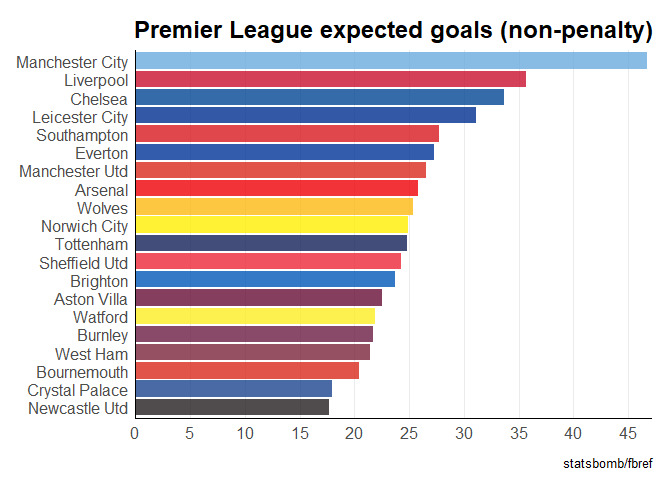 Premier League expected goals (non-penalty)
Manchester City
Liverpool
Chelsea
Leicester City
Southampton
Everton
Manchester Utd
Arsenal
Wolves
Norwich City
Tottenham
Sheffield Utd
Brighton
Aston Villa
Watford
Burnley
West Ham
Bournemouth
Crystal Palace
Newcastle Utd
0 5 10 15 20 25 30 35 40 45
statsbomb/fbref